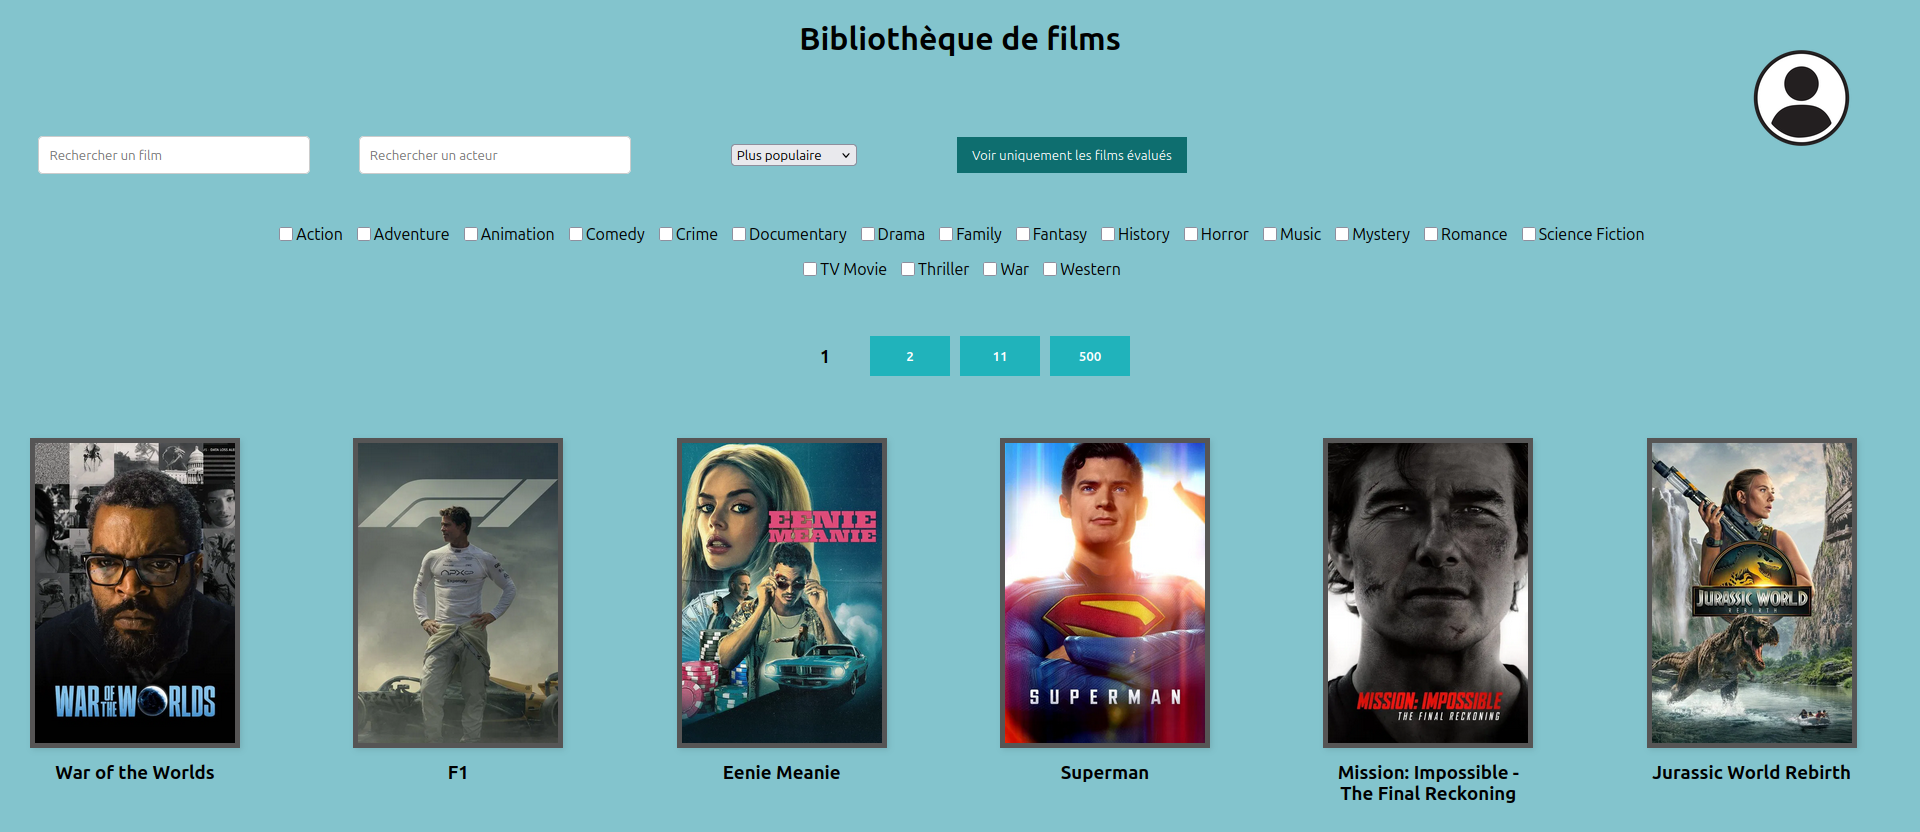 Bibliothèque de films
Rechercher un film
Rechercher un acteur
Plus populaire
Voir uniquement les films évalués
Action Adventure Animation Comedy Crime Documentary Drama Family Fantasy History Horror Music Mystery Romance Science Fiction
TV Movie Thriller War Western
1 2 11 500
WAR OF THE WORLDS
APXGP
EENIE
MEANIE
SUPERMAN
MISSION: IMPOSSIBLE
THE FINAL RECKONING
JURASSIC WORLD
REBIRTH
War of the Worlds
F1
Eenie Meanie
Superman
Mission: Impossible -
The Final Reckoning
Jurassic World Rebirth